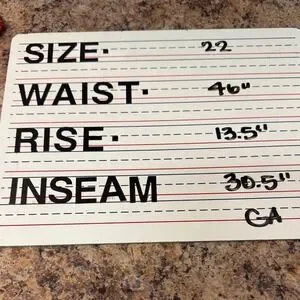 SIZE· 22
WAIST· 46"
RISE· 13.5"
INSEAM 30.5"
GA